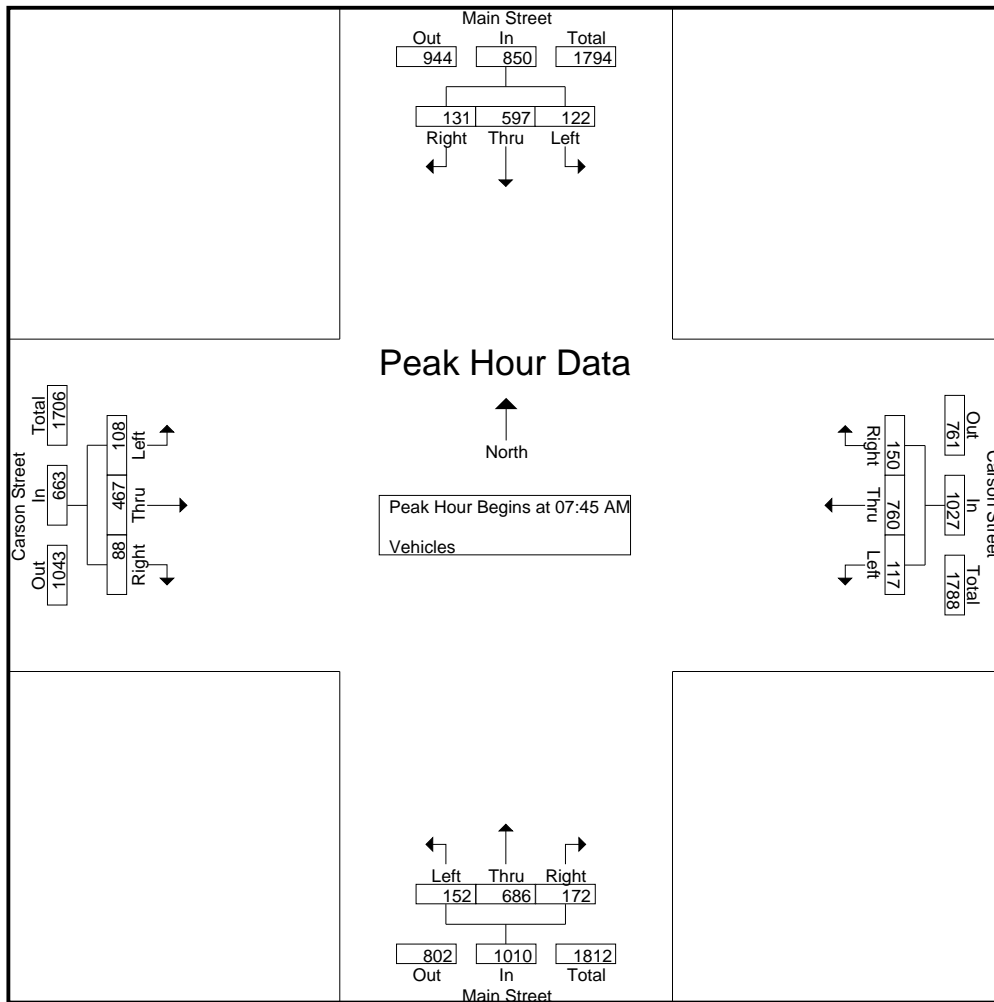 Main Street
Out In Total
944 850 1794
131 597 122
Right Thru Left
Peak Hour Data
North
Peak Hour Begins at 07:45 AM
Vehicles
Carson Street
Total In Out
1706 663 1043
108 467 88
Left Thru Right
Carson Street
Out In Total
761 1027 1788
150 760 117
Right Thru Left
Left Thru Right
152 686 172
802 1010 1812
Out In Total
Main Street